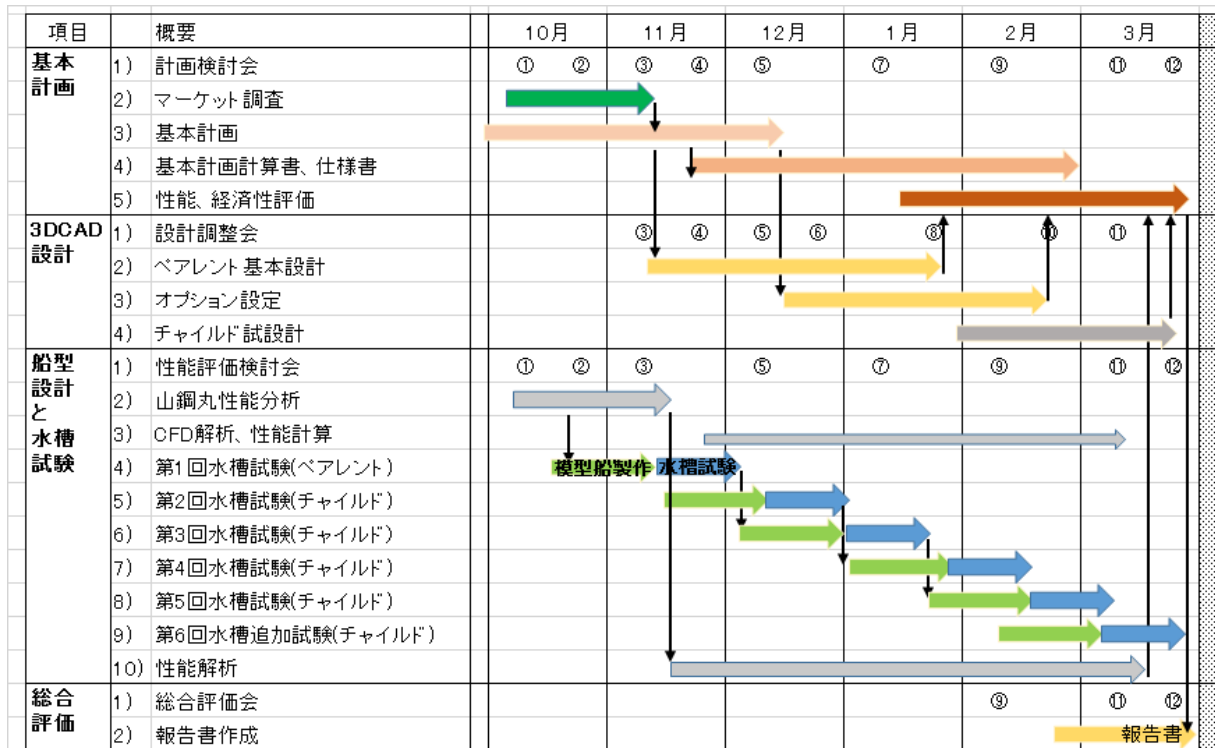 項目 概要 10月 11月 12月 1月 2月 3月
基本計画 1) 計画検討会 ① ② ③ ④ ⑤ ⑦ ⑨ ⑪ ⑫
2) マーケット調査
3) 基本計画
4) 基本計画計算書、仕様書
5) 性能、経済性評価
3DCAD設計 1) 設計調整会 ③ ④ ⑤ ⑥ ⑧ ⑩ ⑪
2) ペアレント基本設計
3) オプション設定
4) チャイルド試設計
船型設計と水槽試験 1) 性能評価検討会 ① ② ③ ⑤ ⑦ ⑨ ⑪ ⑫
2) 山鋼丸性能分析
3) CFD解析、性能計算
4) 第1回水槽試験(ペアレント) 模型船製作 水槽試験
5) 第2回水槽試験(チャイルド)
6) 第3回水槽試験(チャイルド)
7) 第4回水槽試験(チャイルド)
8) 第5回水槽試験(チャイルド)
9) 第6回水槽追加試験(チャイルド)
10) 性能解析
総合評価 1) 総合評価会 ⑨ ⑪ ⑫
2) 報告書作成 報告書